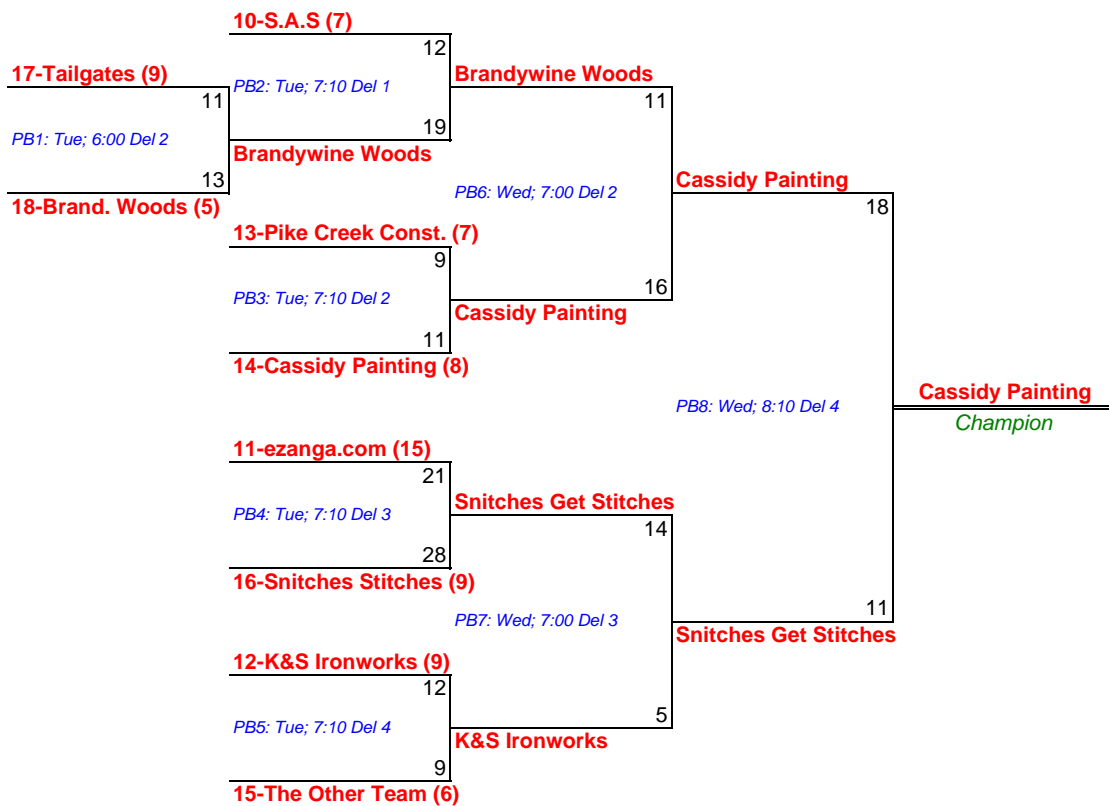 10-S.A.S (7)
12
17-Tailgates (9)
PB2: Tue; 7:10 Del 1
Brandywine Woods
11
11
PB1: Tue; 6:00 Del 2
19
Brandywine Woods
13
18-Brand. Woods (5)
PB6: Wed; 7:00 Del 2
Cassidy Painting
18
13-Pike Creek Const. (7)
9
PB3: Tue; 7:10 Del 2
16
Cassidy Painting
11
14-Cassidy Painting (8)
PB8: Wed; 8:10 Del 4
Cassidy Painting
Champion
11-ezanga.com (15)
21
Snitches Get Stitches
14
PB4: Tue; 7:10 Del 3
28
16-Snitches Stitches (9)
PB7: Wed; 7:00 Del 3
11
Snitches Get Stitches
12-K&S Ironworks (9)
12
PB5: Tue; 7:10 Del 4
5
K&S Ironworks
9
15-The Other Team (6)